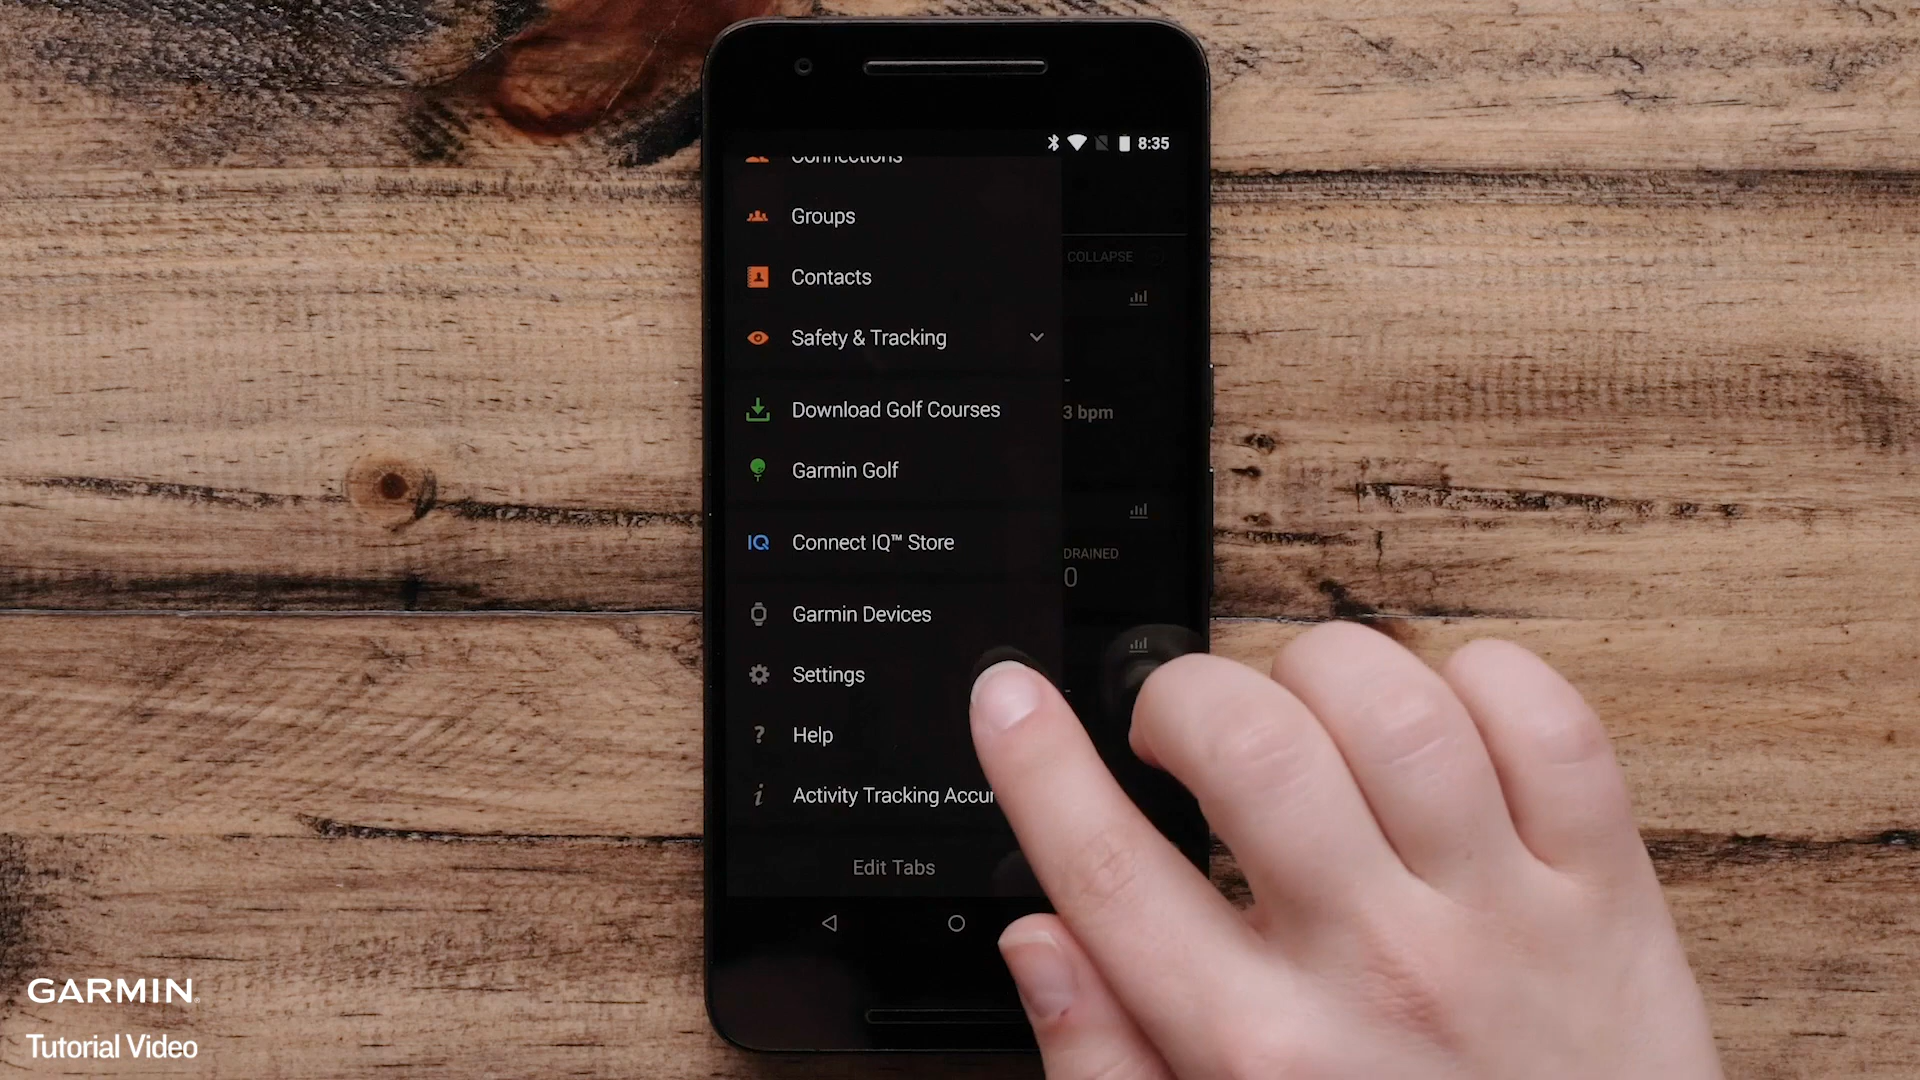 8:35
Connections
Groups
Contacts
Safety & Tracking
Download Golf Courses
Garmin Golf
IQ Connect IQ™ Store
Garmin Devices
Settings
? Help
i Activity Tracking Accur
Edit Tabs
COLLAPSE
3 bpm
DRAINED
0
GARMIN
Tutorial Video